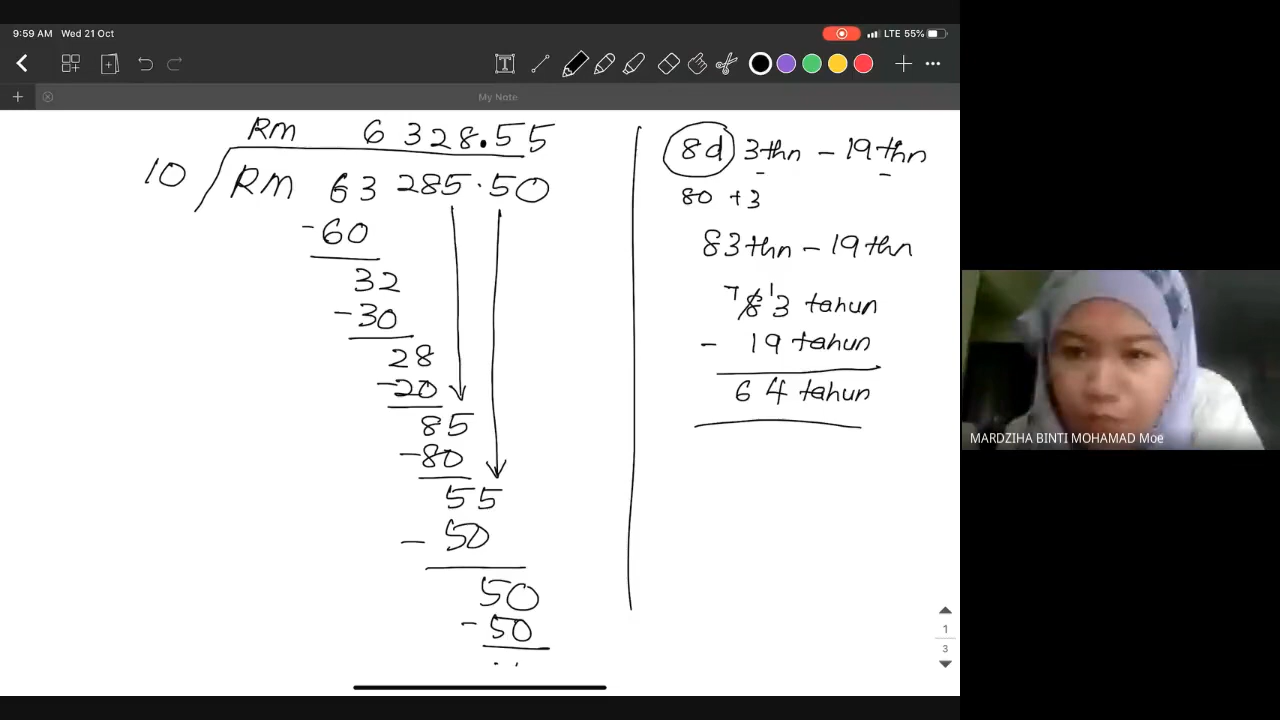 9:59 AM Wed 21 Oct
LTE 55%
My Note
RM 6 328.55
10 RM 63 285.50
-60
32
-30
28
-20
85
-80
55
- 50
50
-50
8d 3thn - 19thn
80 + 3
83thn - 19thn
7 8 1 3 tahun
- 19 tahun
6 4 tahun
1
3
MARDZIHA BINTI MOHAMAD Moe